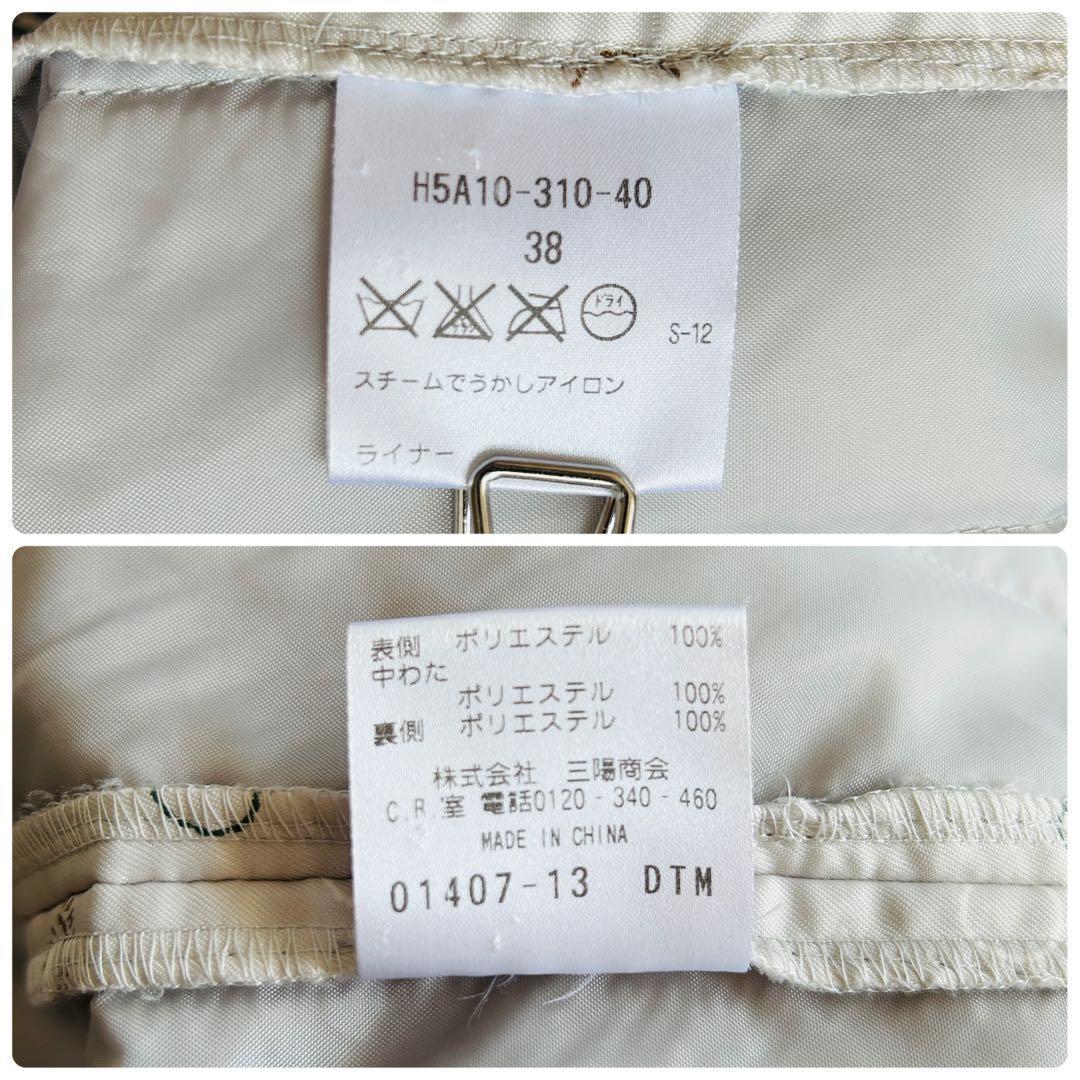 H5A10-310-40
38
ドライ
S-12
スチームでうかしアイロン
ライナー
表側 ポリエステル 100%
中わた
ポリエステル 100%
裏側 ポリエステル 100%
株式会社 三陽商会
C.R.室 電話0120-340-460
MADE IN CHINA
01407-13 DTM